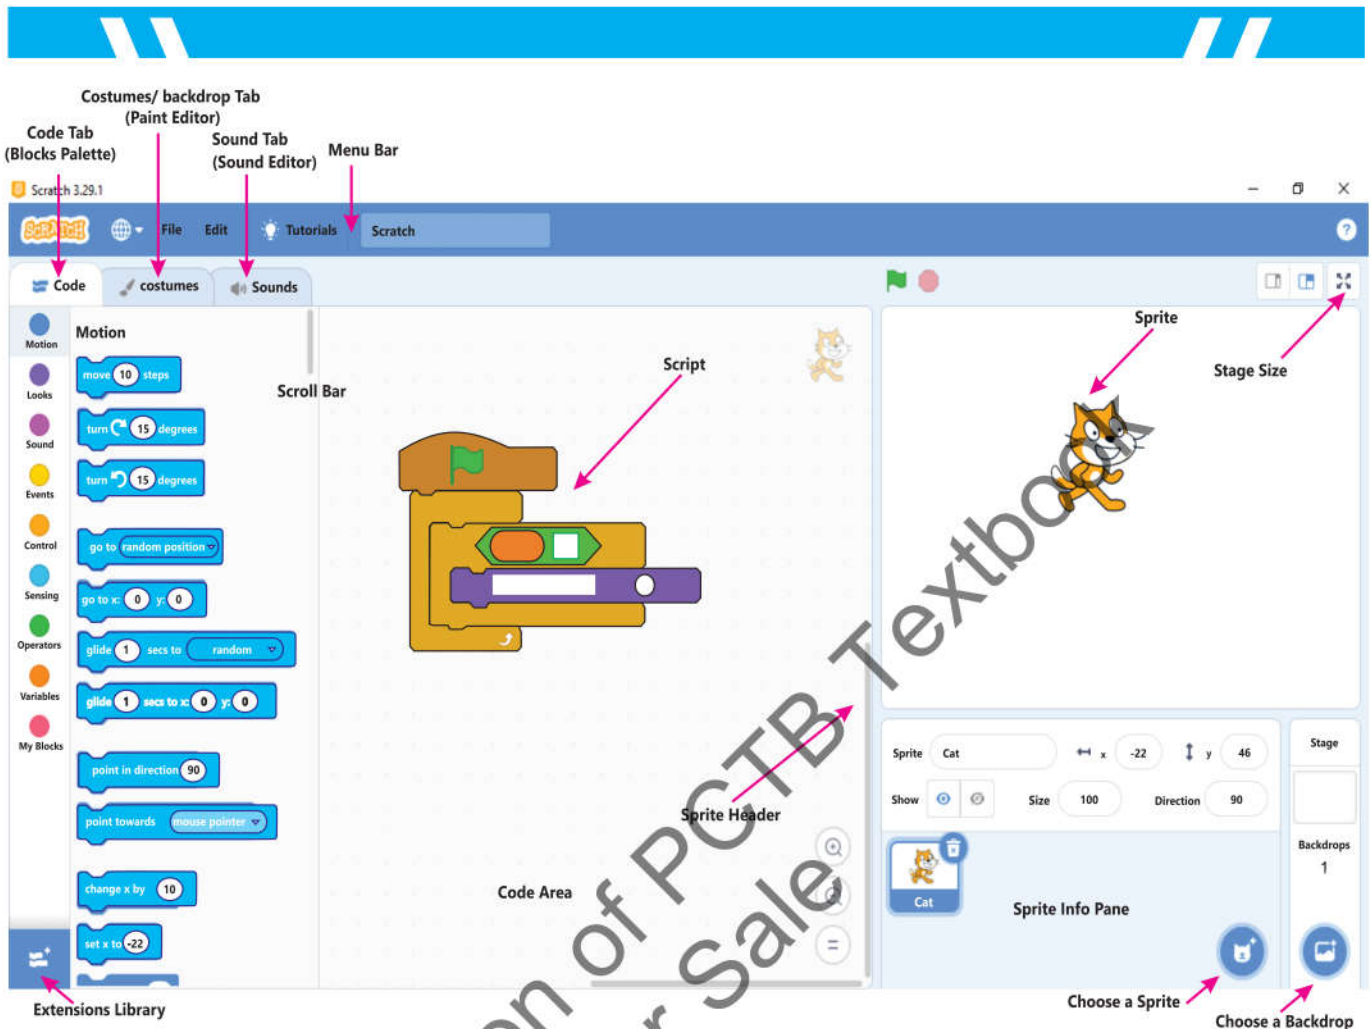 Costumes/ backdrop Tab
(Paint Editor)
Code Tab
(Blocks Palette)
Sound Tab
(Sound Editor)
Menu Bar
Scratch 3.29.1
SCRATCH
File
Edit
Tutorials
Scratch
?
Code
costumes
Sounds
Motion
Looks
Sound
Events
Control
Sensing
Operators
Variables
My Blocks
Motion
move 10 steps
turn 15 degrees
turn 15 degrees
go to random position
go to x: 0 y: 0
glide 1 secs to random
glide 1 secs to x: 0 y: 0
point in direction 90
point towards mouse pointer
change x by 10
set x to -22
Scroll Bar
Script
Code Area
Sprite Header
Sprite
Stage Size
Sprite Cat x -22 y 46
Show Size 100 Direction 90
Cat
Sprite Info Pane
Stage
Backdrops
1
Extensions Library
Choose a Sprite
Choose a Backdrop
on of PCTB Textbook
r Sale